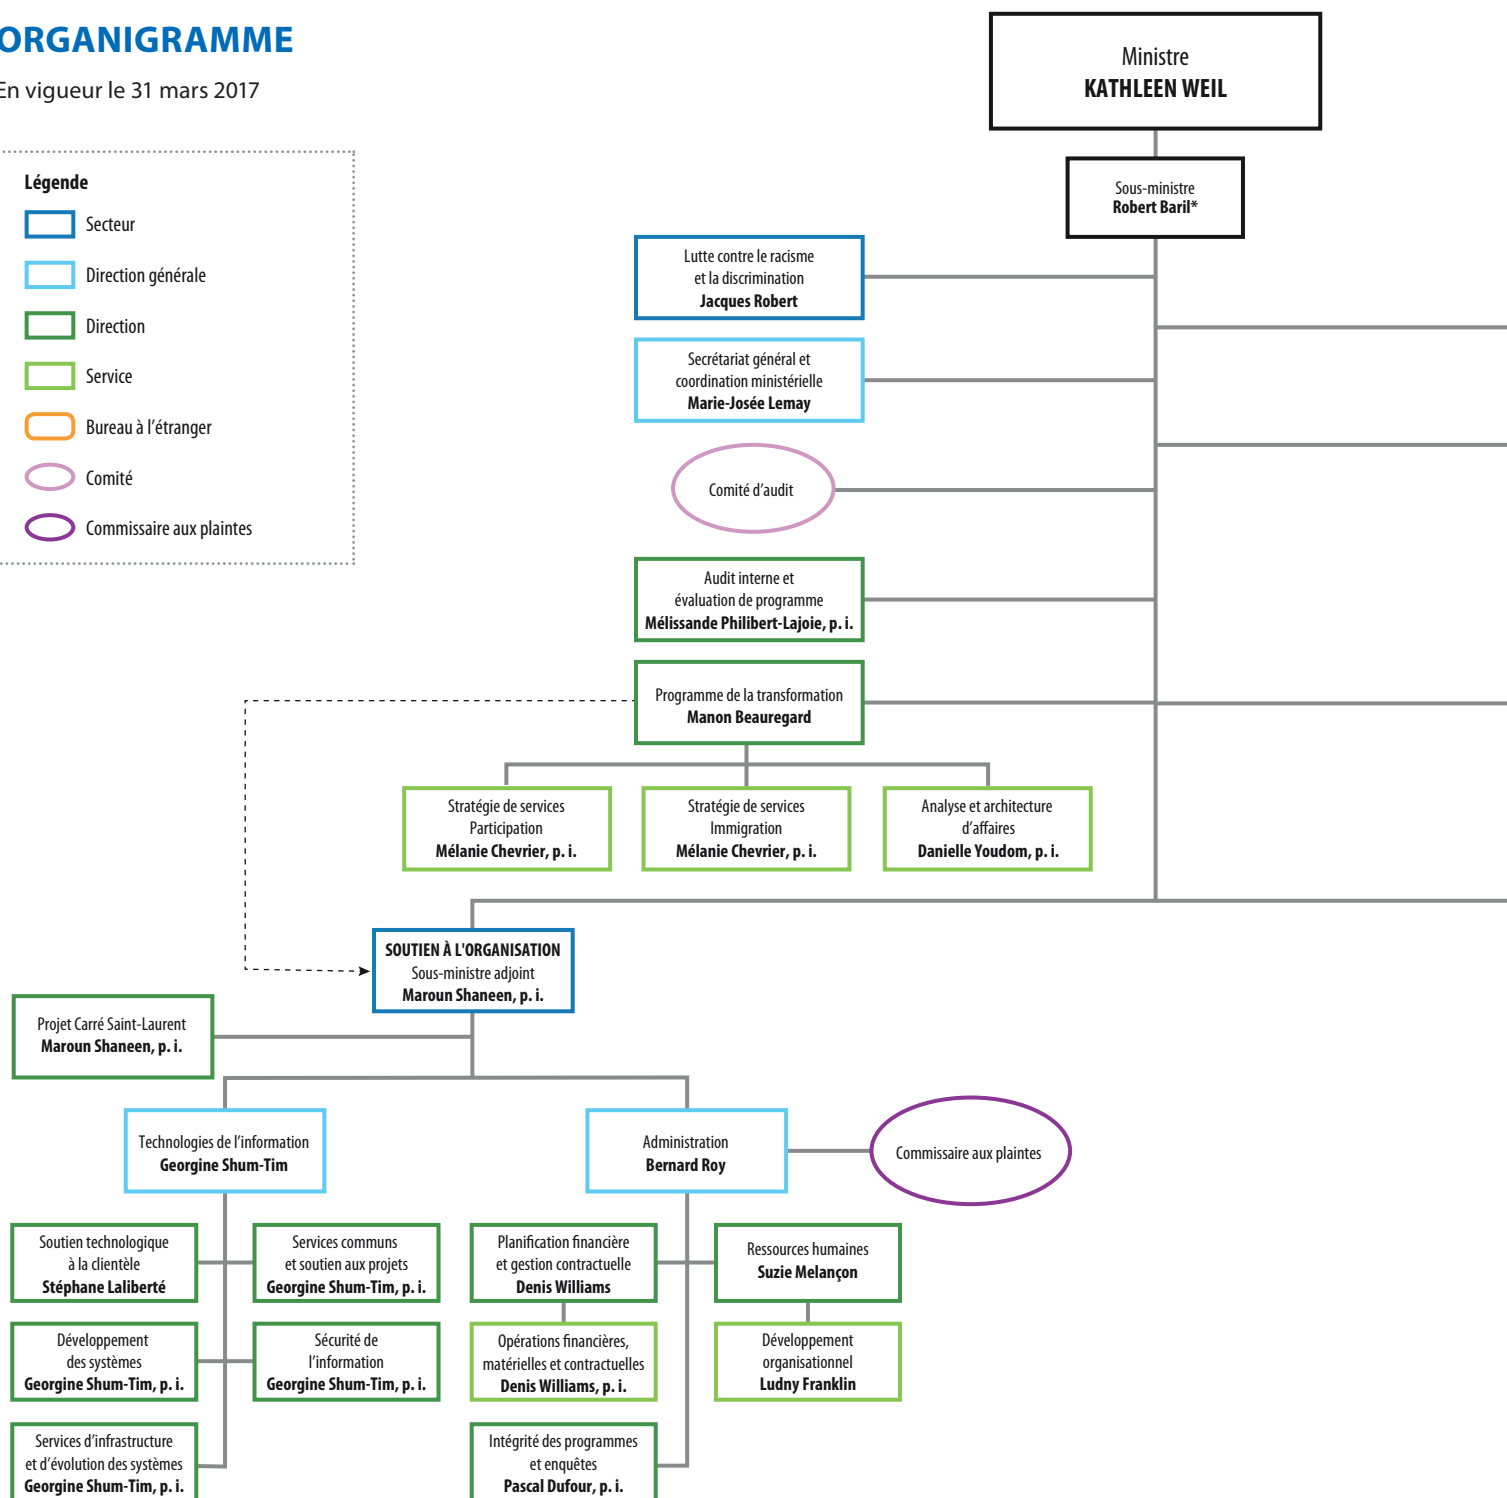 ORGANIGRAMME
En vigueur le 31 mars 2017
Légende
Secteur
Direction générale
Direction
Service
Bureau à l'étranger
Comité
Commissaire aux plaintes
Ministre
KATHLEEN WEIL
Sous-ministre
Robert Baril*
Lutte contre le racisme
et la discrimination
Jacques Robert
Secrétariat général et
coordination ministérielle
Marie-Josée Lemay
Comité d'audit
Audit interne et
évaluation de programme
Mélissande Philibert-Lajoie, p. i.
Programme de la transformation
Manon Beauregard
Stratégie de services
Participation
Mélanie Chevrier, p. i.
Stratégie de services
Immigration
Mélanie Chevrier, p. i.
Analyse et architecture
d'affaires
Danielle Youdom, p. i.
SOUTIEN À L'ORGANISATION
Sous-ministre adjoint
Maroun Shaneen, p. i.
Projet Carré Saint-Laurent
Maroun Shaneen, p. i.
Technologies de l'information
Georgine Shum-Tim
Administration
Bernard Roy
Commissaire aux plaintes
Soutien technologique
à la clientèle
Stéphane Laliberté
Services communs
et soutien aux projets
Georgine Shum-Tim, p. i.
Planification financière
et gestion contractuelle
Denis Williams
Ressources humaines
Suzie Melançon
Développement
des systèmes
Georgine Shum-Tim, p. i.
Sécurité de
l'information
Georgine Shum-Tim, p. i.
Opérations financières,
matérielles et contractuelles
Denis Williams, p. i.
Développement
organisationnel
Ludny Franklin
Services d'infrastructure
et d'évolution des systèmes
Georgine Shum-Tim, p. i.
Intégrité des programmes
et enquêtes
Pascal Dufour, p. i.